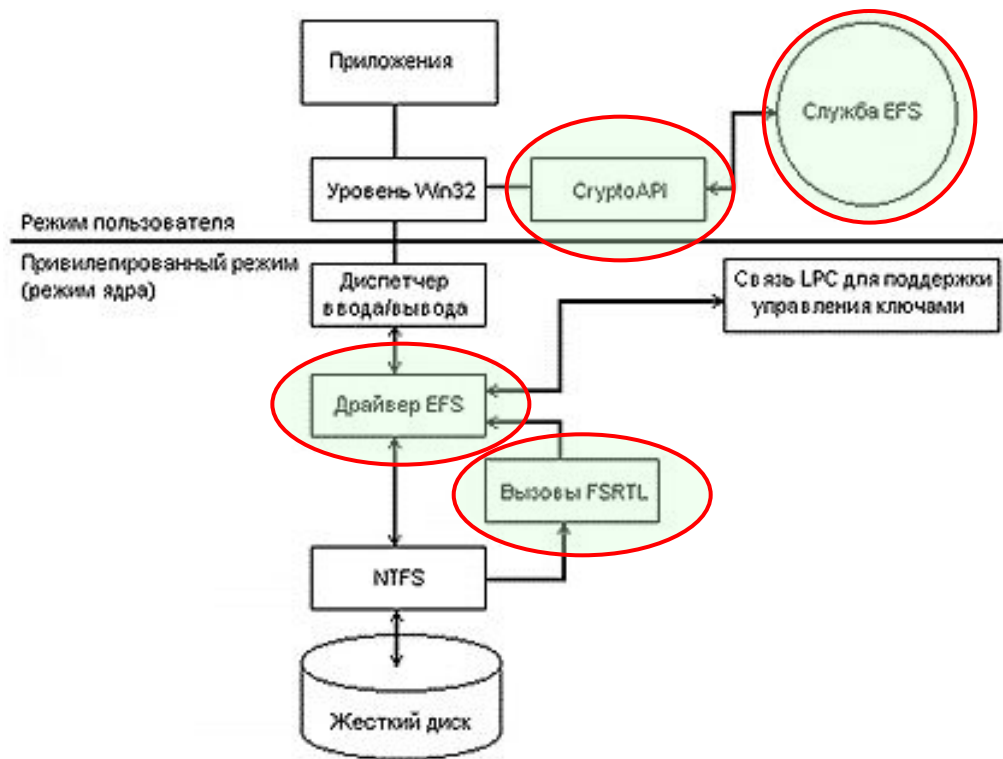 Приложения
Служба EFS
Уровень Win32
CryptoAPI
Режим пользователя
Привилегированный режим
(режим ядра)
Диспетчер
ввода/вывода
Связь LPC для поддержки
управления ключами
Драйвер EFS
Вызовы FSRTL
NTFS
Жесткий диск